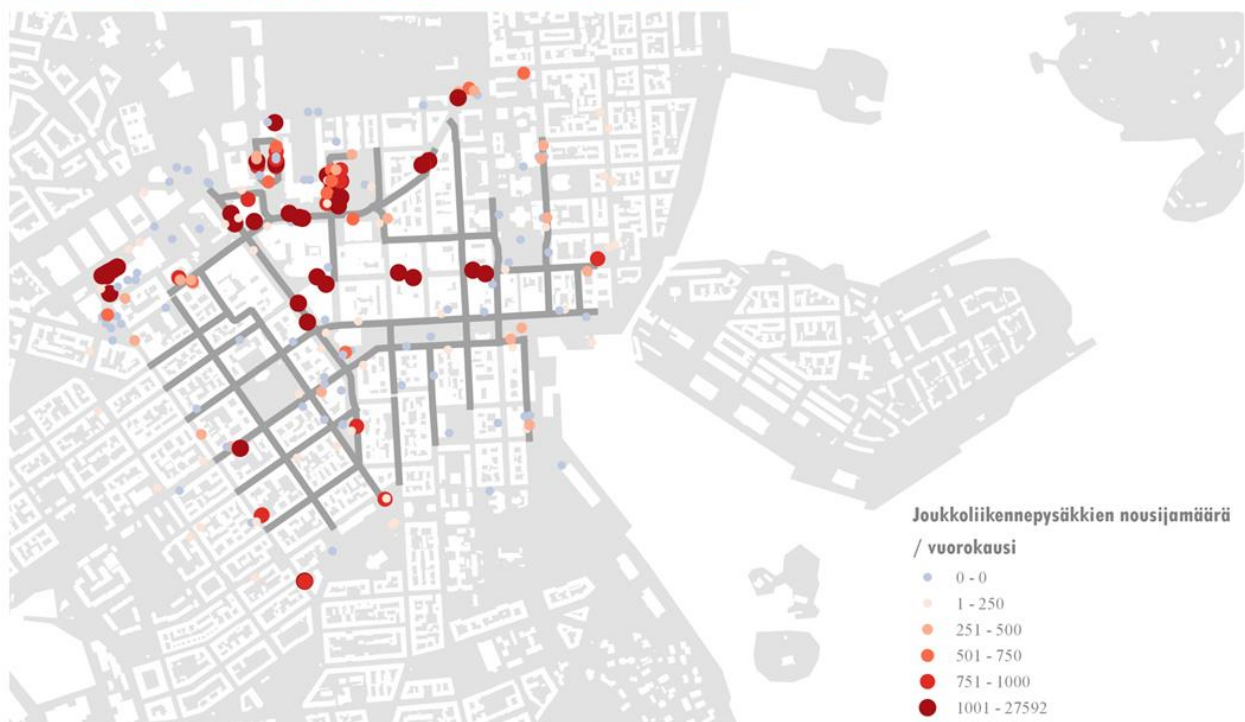 Joukkoliikennepysäkkien nousijamäärä
/ vuorokausi
0 - 0
1 - 250
251 - 500
501 - 750
751 - 1000
1001 - 27592